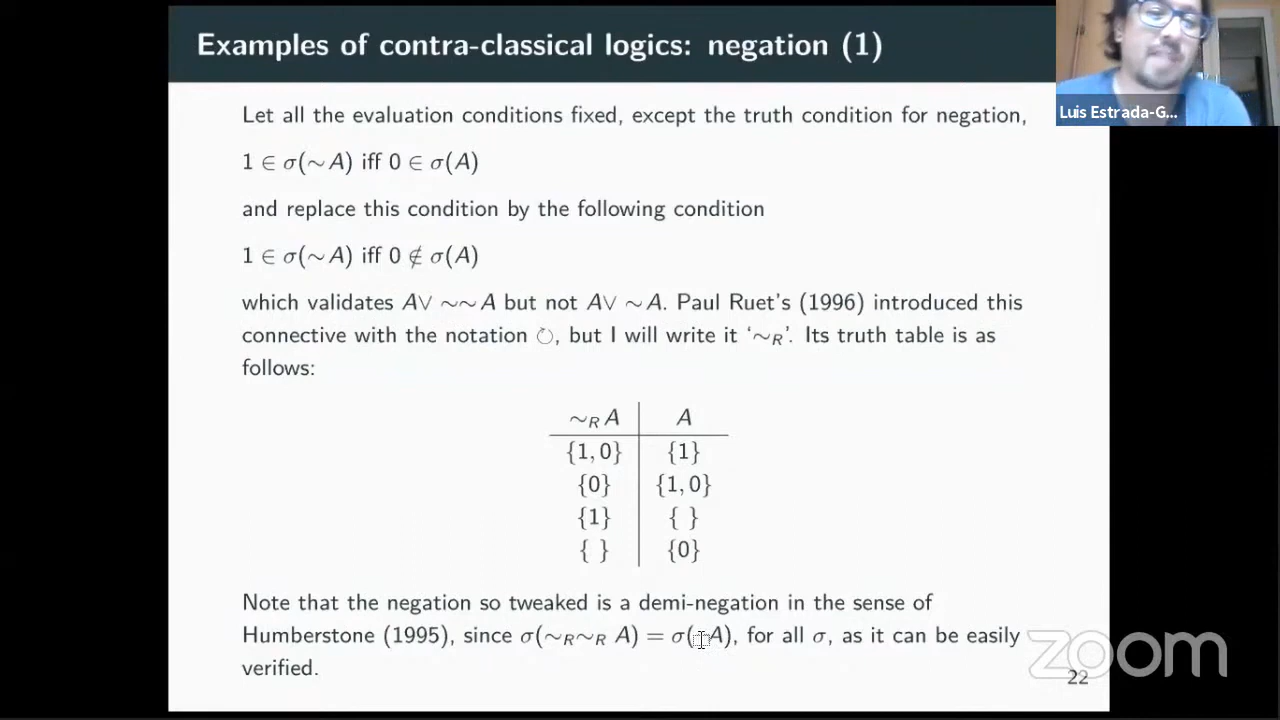 Examples of contra-classical logics: negation (1)
Luis Estrada-G...
Let all the evaluation conditions fixed, except the truth condition for negation,
1 ∈ σ(∼ A) iff 0 ∈ σ(A)
and replace this condition by the following condition
1 ∈ σ(∼ A) iff 0 ∉ σ(A)
which validates A∨ ∼∼ A but not A∨ ∼ A. Paul Ruet's (1996) introduced this
connective with the notation ↻, but I will write it ‘∼R’. Its truth table is as
follows:
∼R A | A
{1, 0} | {1}
{0} | {1, 0}
{1} | { }
{ } | {0}
Note that the negation so tweaked is a demi-negation in the sense of
Humberstone (1995), since σ(∼R∼R A) = σ( A), for all σ, as it can be easily
verified.
zoom
22